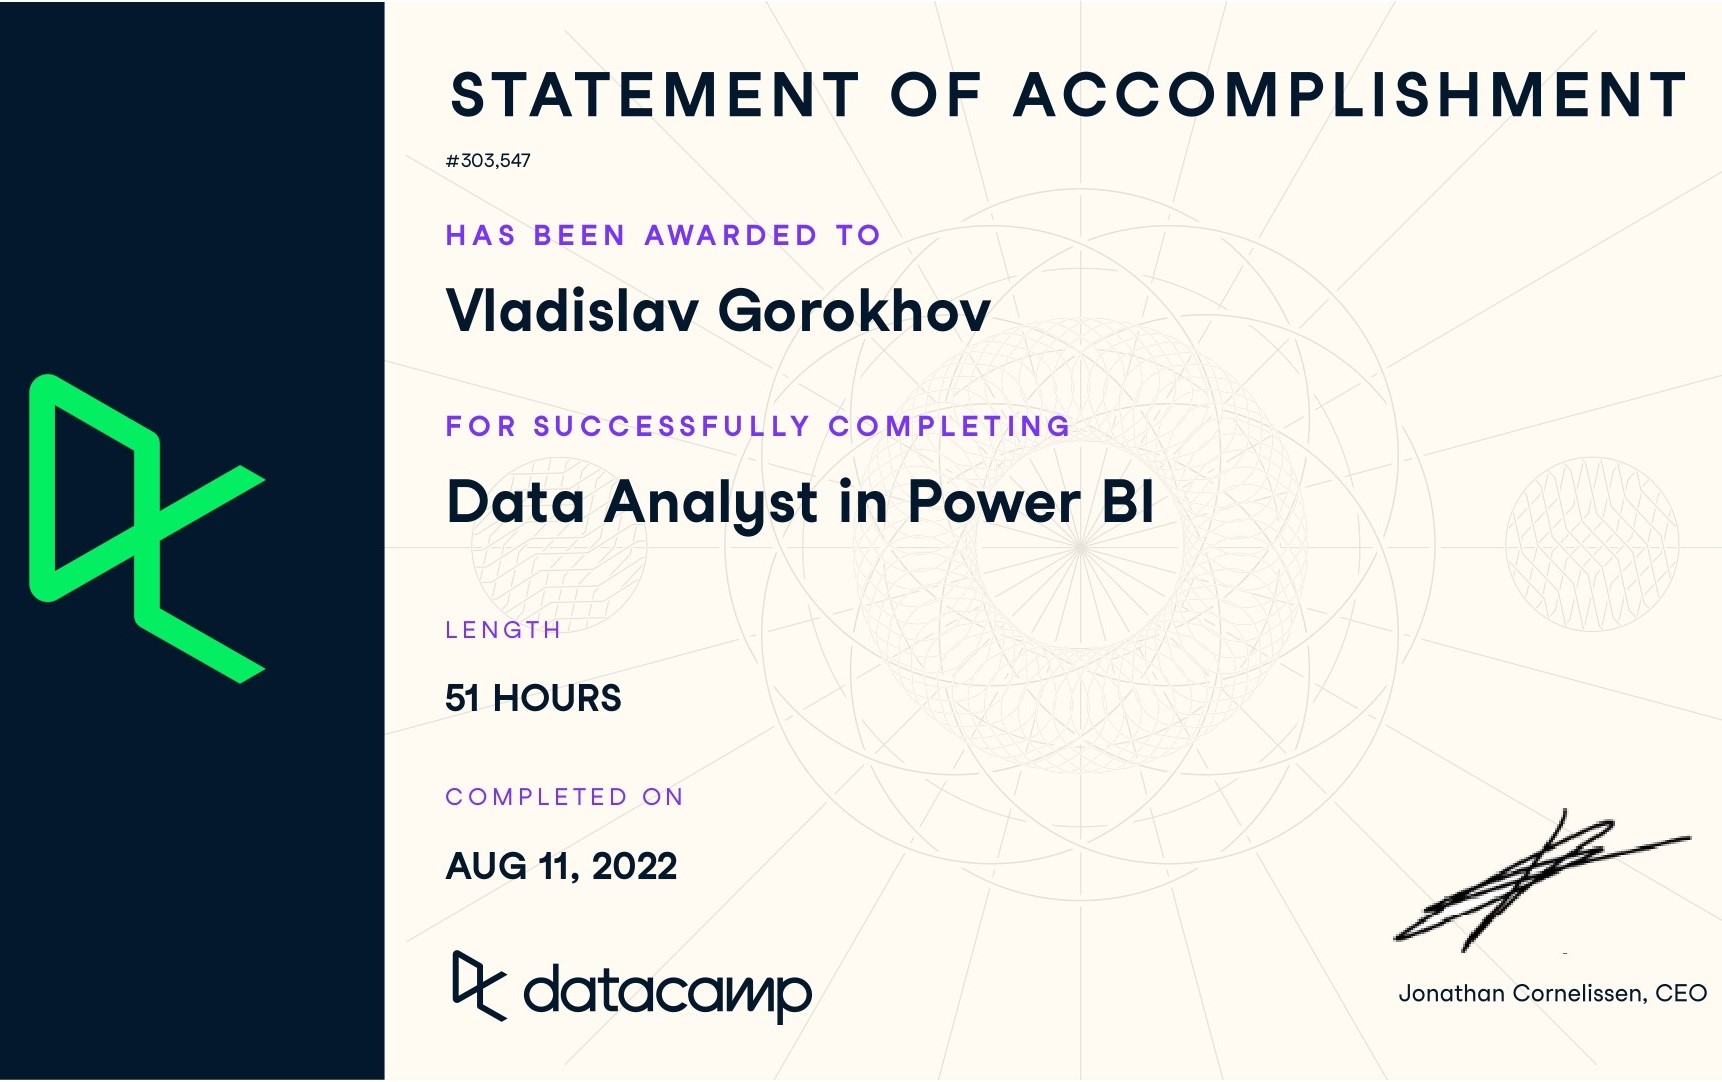 STATEMENT OF ACCOMPLISHMENT
#303,547
HAS BEEN AWARDED TO
Vladislav Gorokhov
FOR SUCCESSFULLY COMPLETING
Data Analyst in Power BI
LENGTH
51 HOURS
COMPLETED ON
AUG 11, 2022
datacamp
Jonathan Cornelissen, CEO